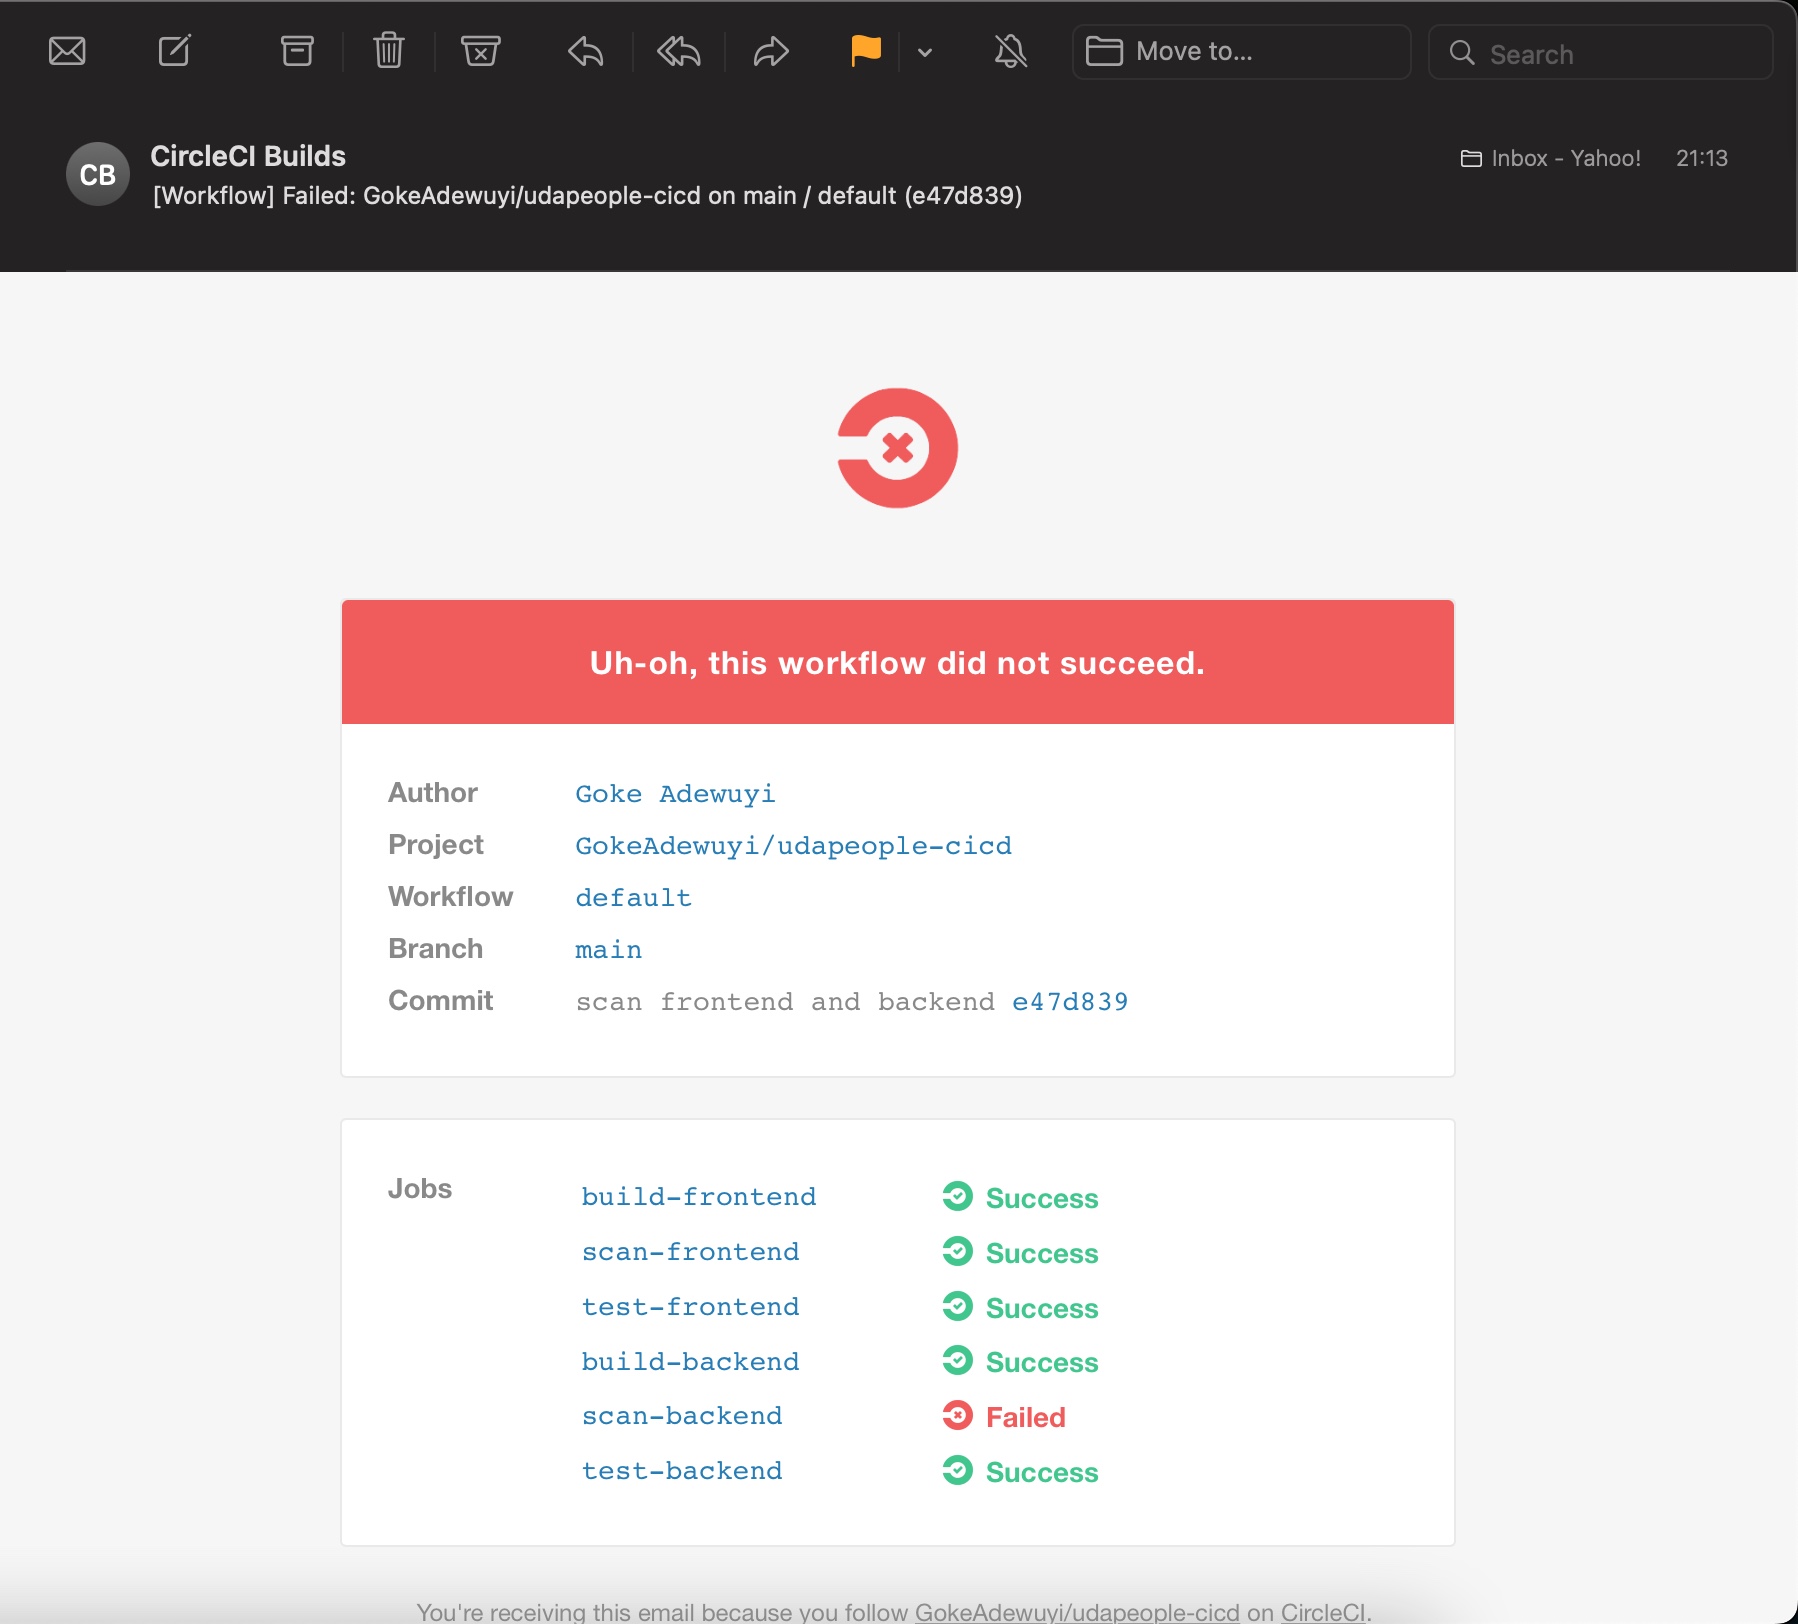 Move to...
Search
CB
CircleCI Builds
Inbox - Yahoo!
21:13
[Workflow] Failed: GokeAdewuyi/udapeople-cicd on main / default (e47d839)
Uh-oh, this workflow did not succeed.
Author Goke Adewuyi
Project GokeAdewuyi/udapeople-cicd
Workflow default
Branch main
Commit scan frontend and backend e47d839
Jobs build-frontend Success
scan-frontend Success
test-frontend Success
build-backend Success
scan-backend Failed
test-backend Success
You're receiving this email because you follow GokeAdewuyi/udapeople-cicd on CircleCI.